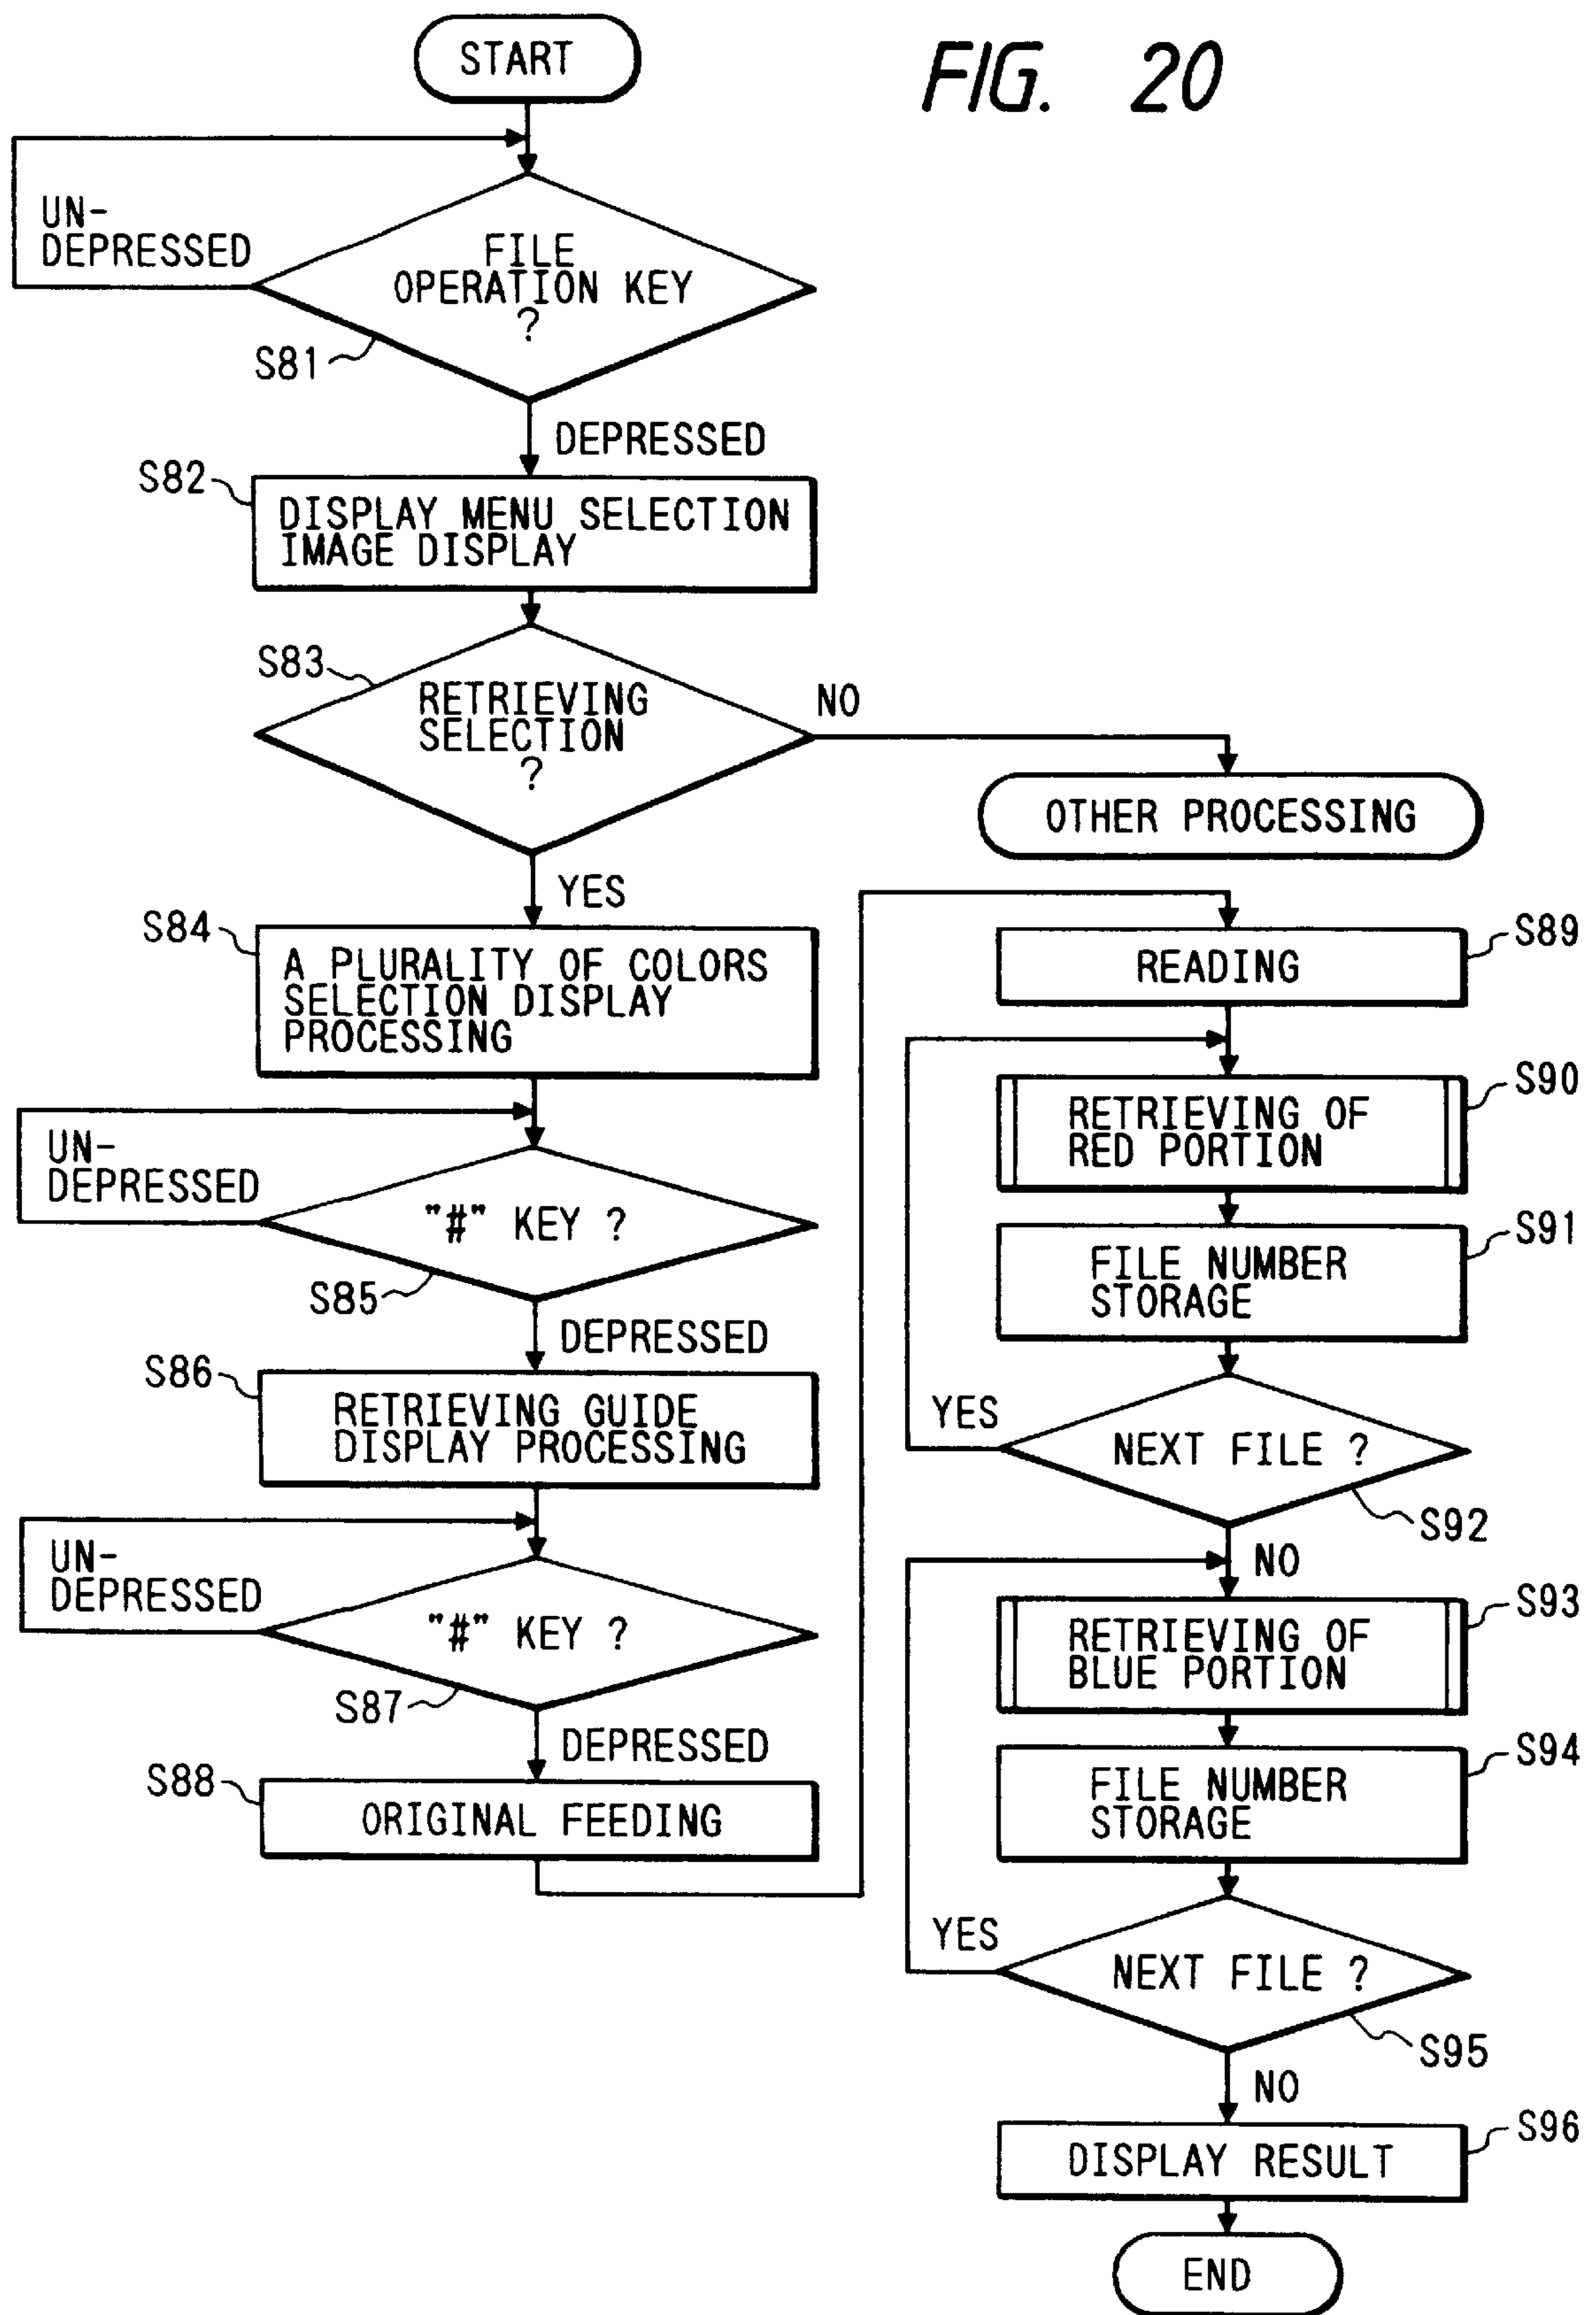 START
FIG. 20
UN-
DEPRESSED
FILE
OPERATION KEY
?
S81
DEPRESSED
S82
DISPLAY MENU SELECTION
IMAGE DISPLAY
S83
RETRIEVING
SELECTION
?
NO
OTHER PROCESSING
YES
S84
A PLURALITY OF COLORS
SELECTION DISPLAY
PROCESSING
UN-
DEPRESSED
"#" KEY ?
S85
DEPRESSED
S86
RETRIEVING GUIDE
DISPLAY PROCESSING
UN-
DEPRESSED
"#" KEY ?
S87
DEPRESSED
S88
ORIGINAL FEEDING
S89
READING
S90
RETRIEVING OF
RED PORTION
S91
FILE NUMBER
STORAGE
YES
NEXT FILE ?
S92
NO
S93
RETRIEVING OF
BLUE PORTION
S94
FILE NUMBER
STORAGE
YES
NEXT FILE ?
S95
NO
S96
DISPLAY RESULT
END